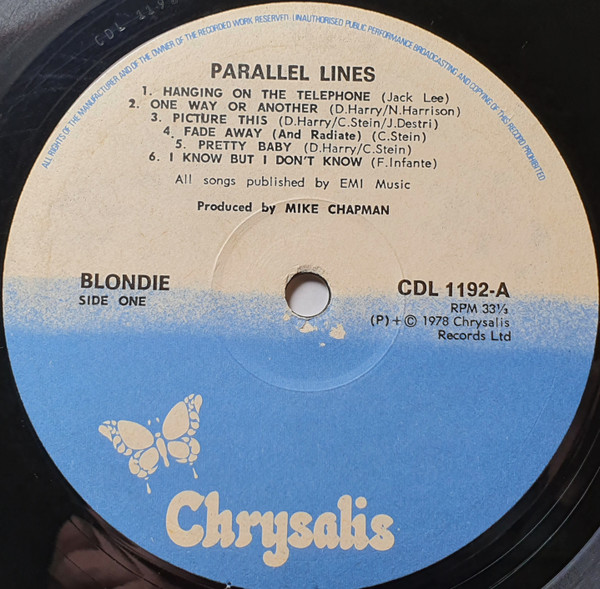 ALL RIGHTS OF THE MANUFACTURER AND OF THE OWNER OF THE RECORDED WORK RESERVED UNAUTHORISED PUBLIC PERFORMANCE BROADCASTING AND COPYING OF THIS RECORD PROHIBITED
PARALLEL LINES
1. HANGING ON THE TELEPHONE (Jack Lee)
2. ONE WAY OR ANOTHER (D.Harry/N.Harrison)
3. PICTURE THIS (D.Harry/C.Stein/J.Destri)
4. FADE AWAY (And Radiate) (C.Stein)
5. PRETTY BABY (D.Harry/C.Stein)
6. I KNOW BUT I DON'T KNOW (F.Infante)
All songs published by EMI Music
Produced by MIKE CHAPMAN
BLONDIE
SIDE ONE
CDL 1192-A
RPM 33⅓
(P)+© 1978 Chrysalis
Records Ltd
Chrysalis